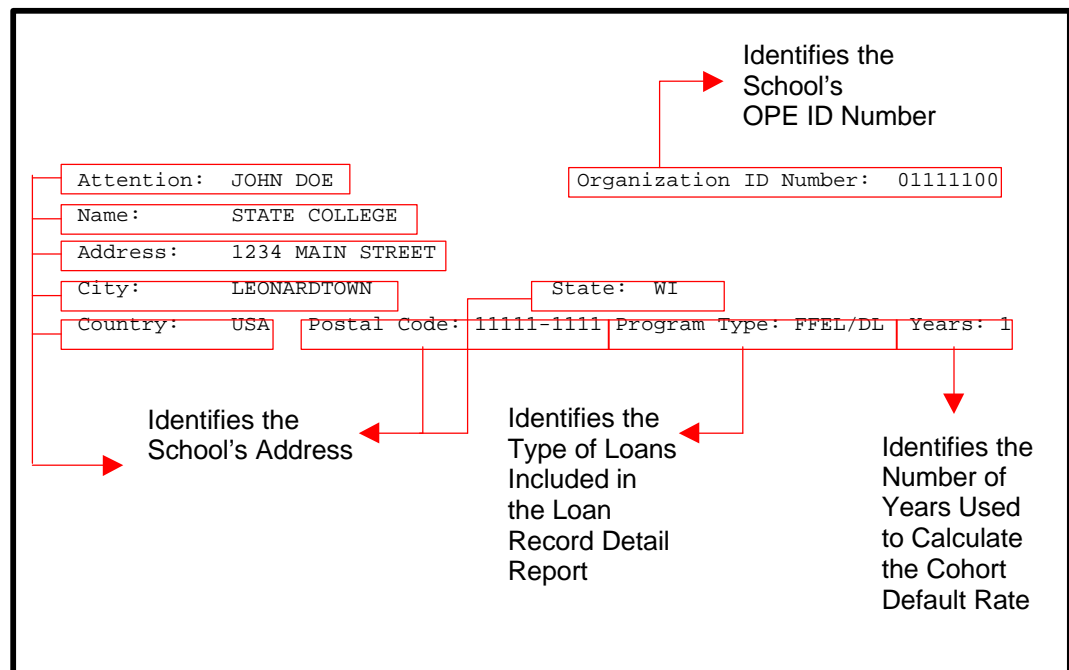 Identifies the
School's
OPE ID Number
Attention: JOHN DOE Organization ID Number: 01111100
Name: STATE COLLEGE
Address: 1234 MAIN STREET
City: LEONARDTOWN State: WI
Country: USA Postal Code: 11111-1111 Program Type: FFEL/DL Years: 1
Identifies the
School's Address
Identifies the
Type of Loans
Included in
the Loan
Record Detail
Report
Identifies the
Number of
Years Used
to Calculate
the Cohort
Default Rate